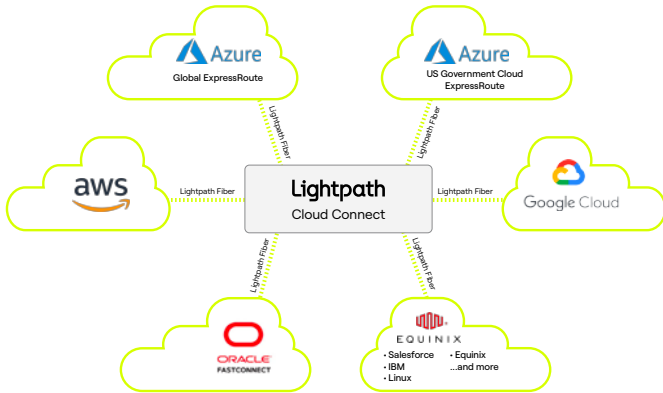 Azure
Global ExpressRoute
Azure
US Government Cloud
ExpressRoute
Lightpath Fiber
Lightpath Fiber
aws
Lightpath Fiber
Lightpath
Cloud Connect
Lightpath Fiber
Google Cloud
Lightpath Fiber
Lightpath Fiber
ORACLE
FASTCONNECT
EQUINIX
• Salesforce
• IBM
• Linux
• Equinix
...and more